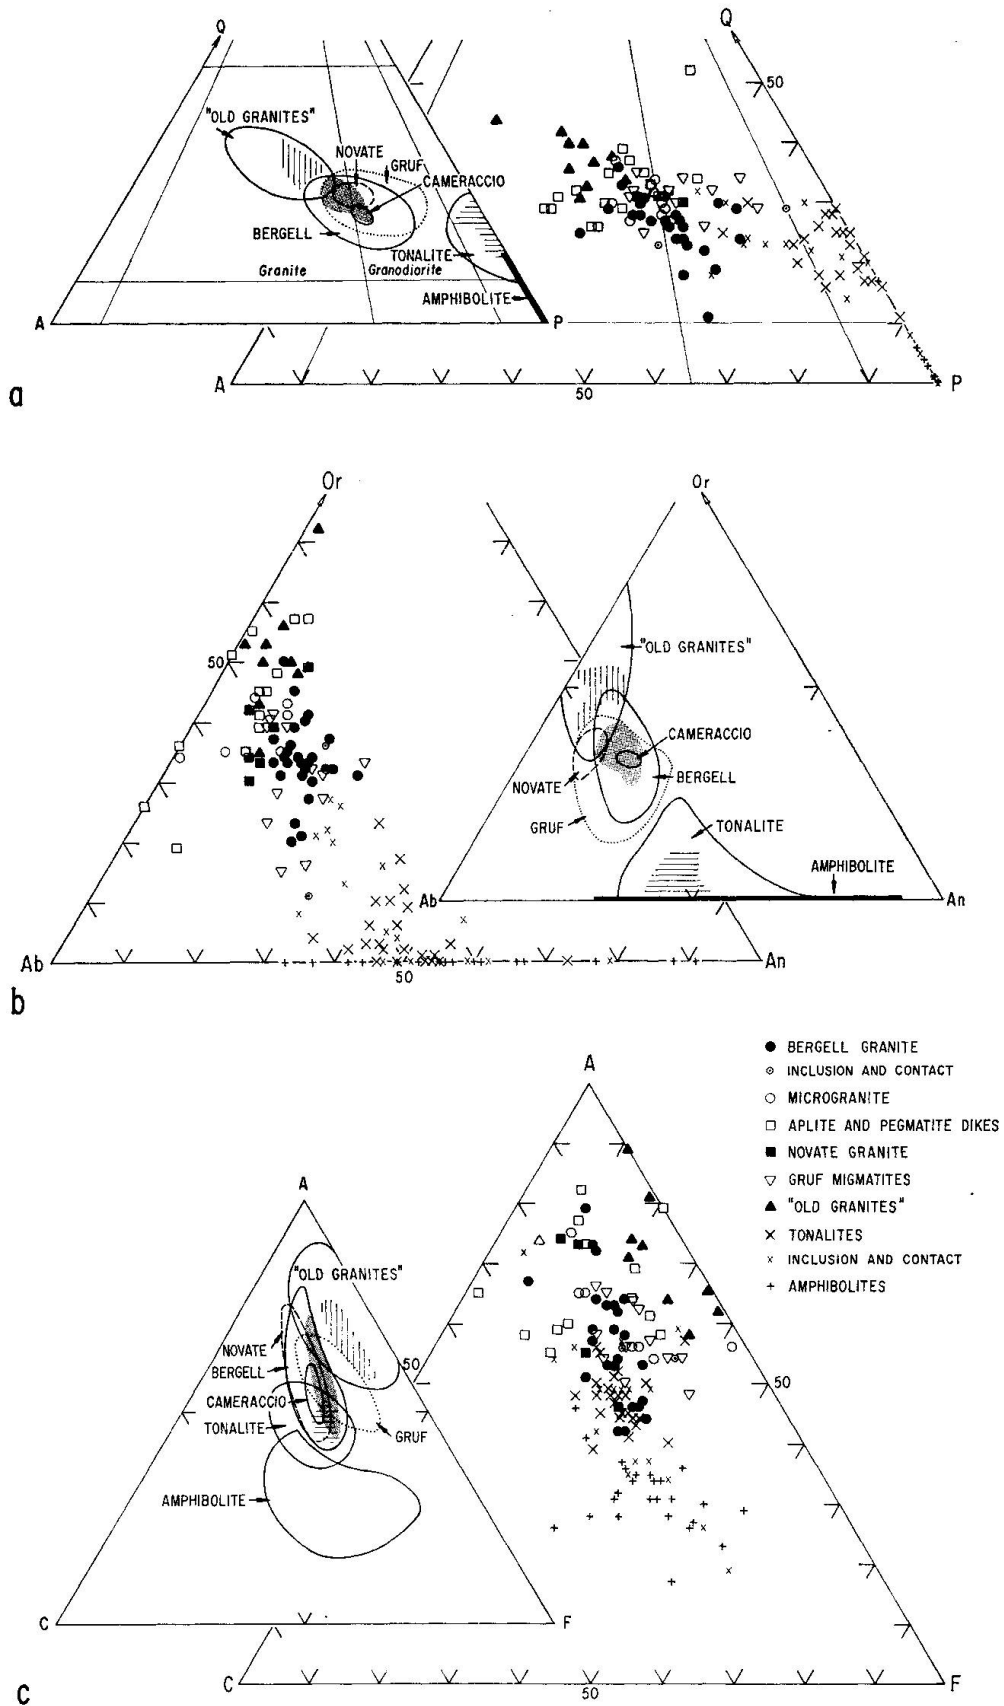 Q
Q
50
"OLD GRANITES"
NOVATE
GRUF
CAMERACCIO
BERGELL
TONALITE
Granite
Granodiorite
AMPHIBOLITE
A
P
A
50
P
a
Or
Or
50
"OLD GRANITES"
CAMERACCIO
NOVATE
BERGELL
GRUF
TONALITE
AMPHIBOLITE
Ab
An
Ab
50
An
b
BERGELL GRANITE
INCLUSION AND CONTACT
MICROGRANITE
APLITE AND PEGMATITE DIKES
NOVATE GRANITE
GRUF MIGMATITES
"OLD GRANITES"
TONALITES
INCLUSION AND CONTACT
AMPHIBOLITES
A
A
"OLD GRANITES"
NOVATE
BERGELL
50
CAMERACCIO
TONALITE
GRUF
50
AMPHIBOLITE
C
F
C
50
F
c